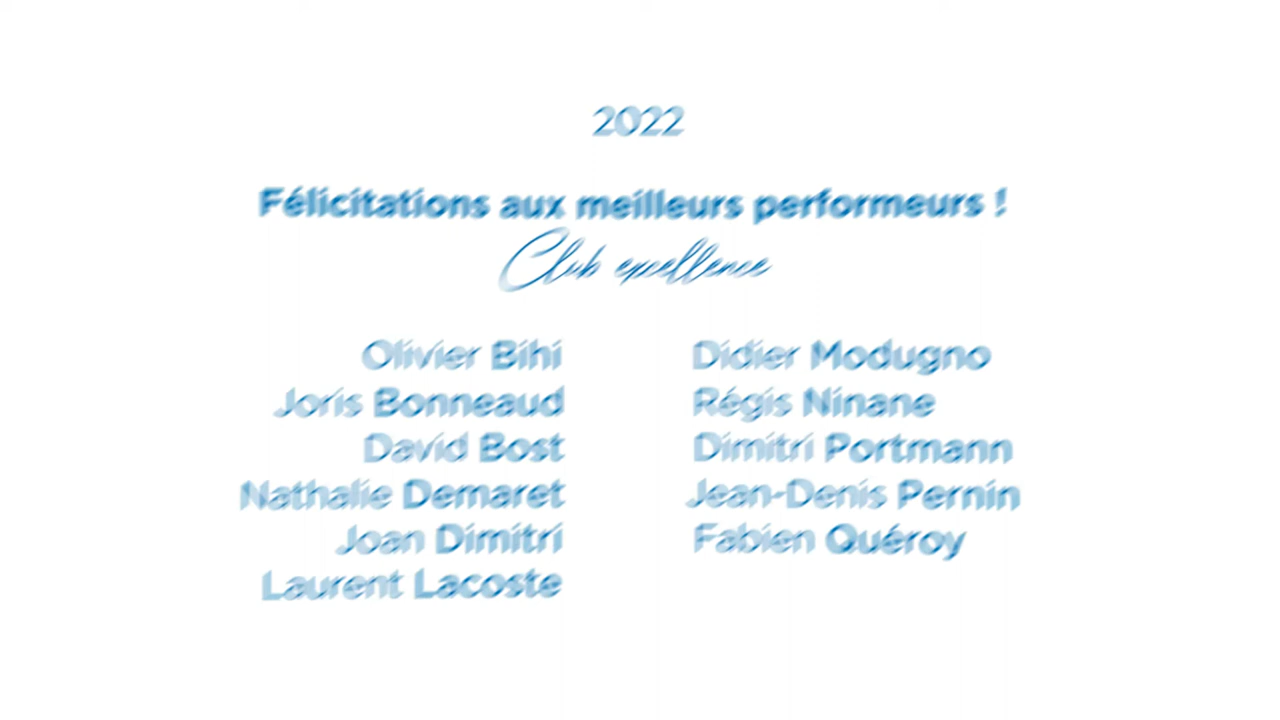 2022
Félicitations aux meilleurs performeurs !
Club excellence
Olivier Bihi
Joris Bonneaud
David Bost
Nathalie Demaret
Joan Dimitri
Laurent Lacoste
Didier Modugno
Régis Ninane
Dimitri Portmann
Jean-Denis Pernin
Fabien Quéroy